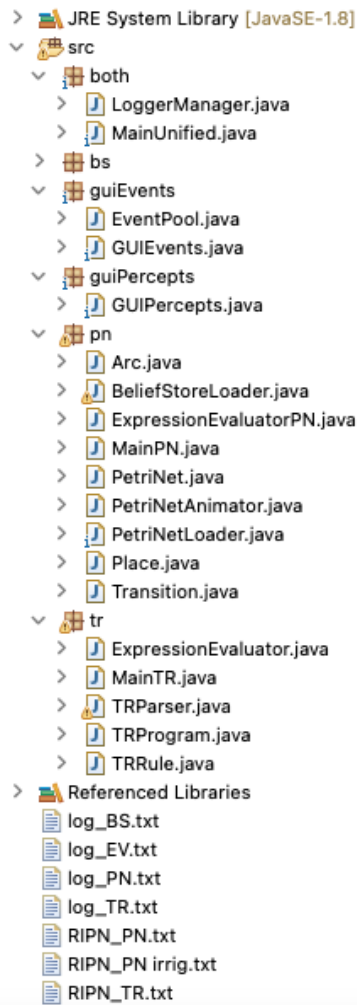 JRE System Library [JavaSE-1.8]
src
both
LoggerManager.java
MainUnified.java
bs
guiEvents
EventPool.java
GUIEvents.java
guiPercepts
GUIPercepts.java
pn
Arc.java
BeliefStoreLoader.java
ExpressionEvaluatorPN.java
MainPN.java
PetriNet.java
PetriNetAnimator.java
PetriNetLoader.java
Place.java
Transition.java
tr
ExpressionEvaluator.java
MainTR.java
TRParser.java
TRProgram.java
TRRule.java
Referenced Libraries
log_BS.txt
log_EV.txt
log_PN.txt
log_TR.txt
RIPN_PN.txt
RIPN_PN irrig.txt
RIPN_TR.txt